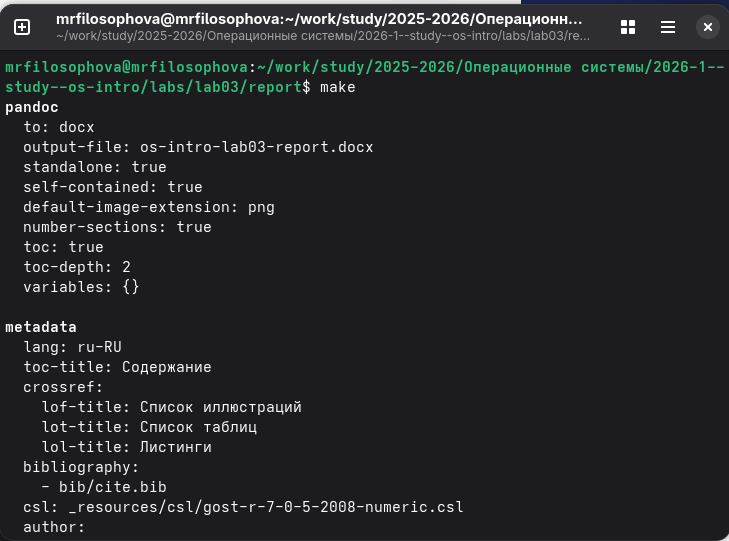 mrfilosophova@mrfilosophova:~/work/study/2025-2026/Операционн...
~/work/study/2025-2026/Операционные системы/2026-1--study--os-intro/labs/lab03/re...
mrfilosophova@mrfilosophova:~/work/study/2025-2026/Операционные системы/2026-1--
study--os-intro/labs/lab03/report$ make
pandoc
  to: docx
  output-file: os-intro-lab03-report.docx
  standalone: true
  self-contained: true
  default-image-extension: png
  number-sections: true
  toc: true
  toc-depth: 2
  variables: {}

metadata
  lang: ru-RU
  toc-title: Содержание
  crossref:
    lof-title: Список иллюстраций
    lot-title: Список таблиц
    lol-title: Листинги
  bibliography:
    - bib/cite.bib
  csl: _resources/csl/gost-r-7-0-5-2008-numeric.csl
  author: